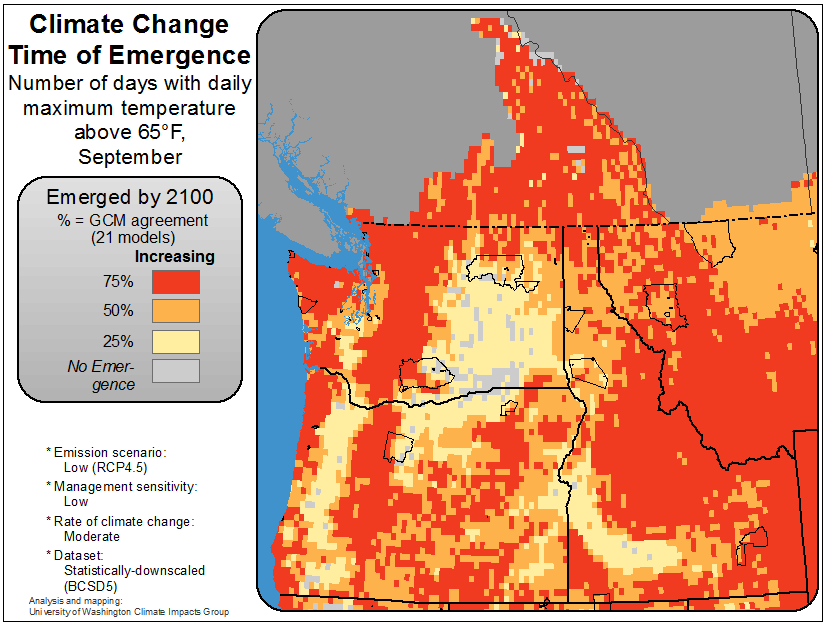 Climate Change
Time of Emergence
Number of days with daily
maximum temperature
above 65°F,
September
Emerged by 2100
% = GCM agreement
(21 models)
Increasing
75%
50%
25%
No Emer-
gence
* Emission scenario:
Low (RCP4.5)
* Management sensitivity:
Low
* Rate of climate change:
Moderate
* Dataset:
Statistically-downscaled
(BCSD5)
Analysis and mapping:
University of Washington Climate Impacts Group